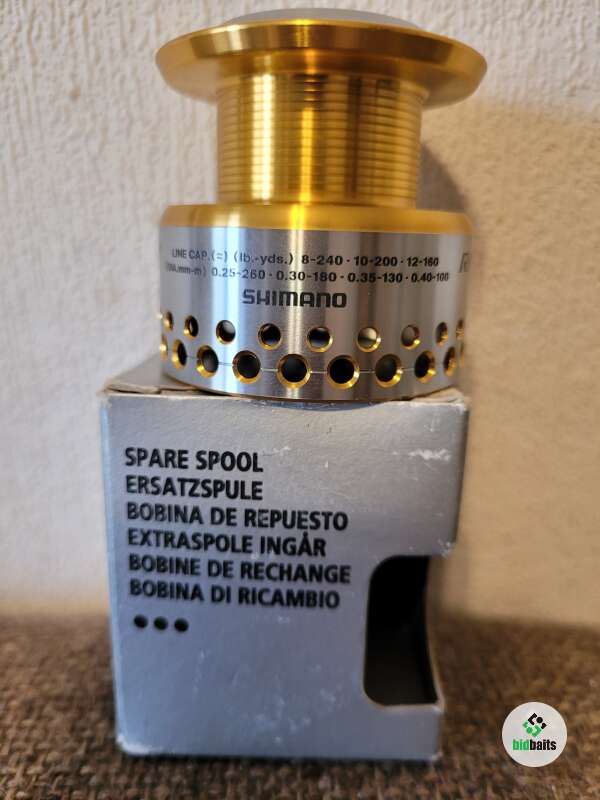 LINE CAP.(≈) (lb.-yds.) 8-240 · 10-200 · 12-160
mm-m) 0.25-260 · 0.30-180 · 0.35-130 · 0.40-100
SHIMANO
SPARE SPOOL
ERSATZSPULE
BOBINA DE REPUESTO
EXTRASPOLE INGÅR
BOBINE DE RECHANGE
BOBINA DI RICAMBIO
bidbaits